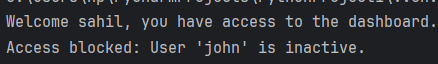 Welcome sahil, you have access to the dashboard.
Access blocked: User 'john' is inactive.